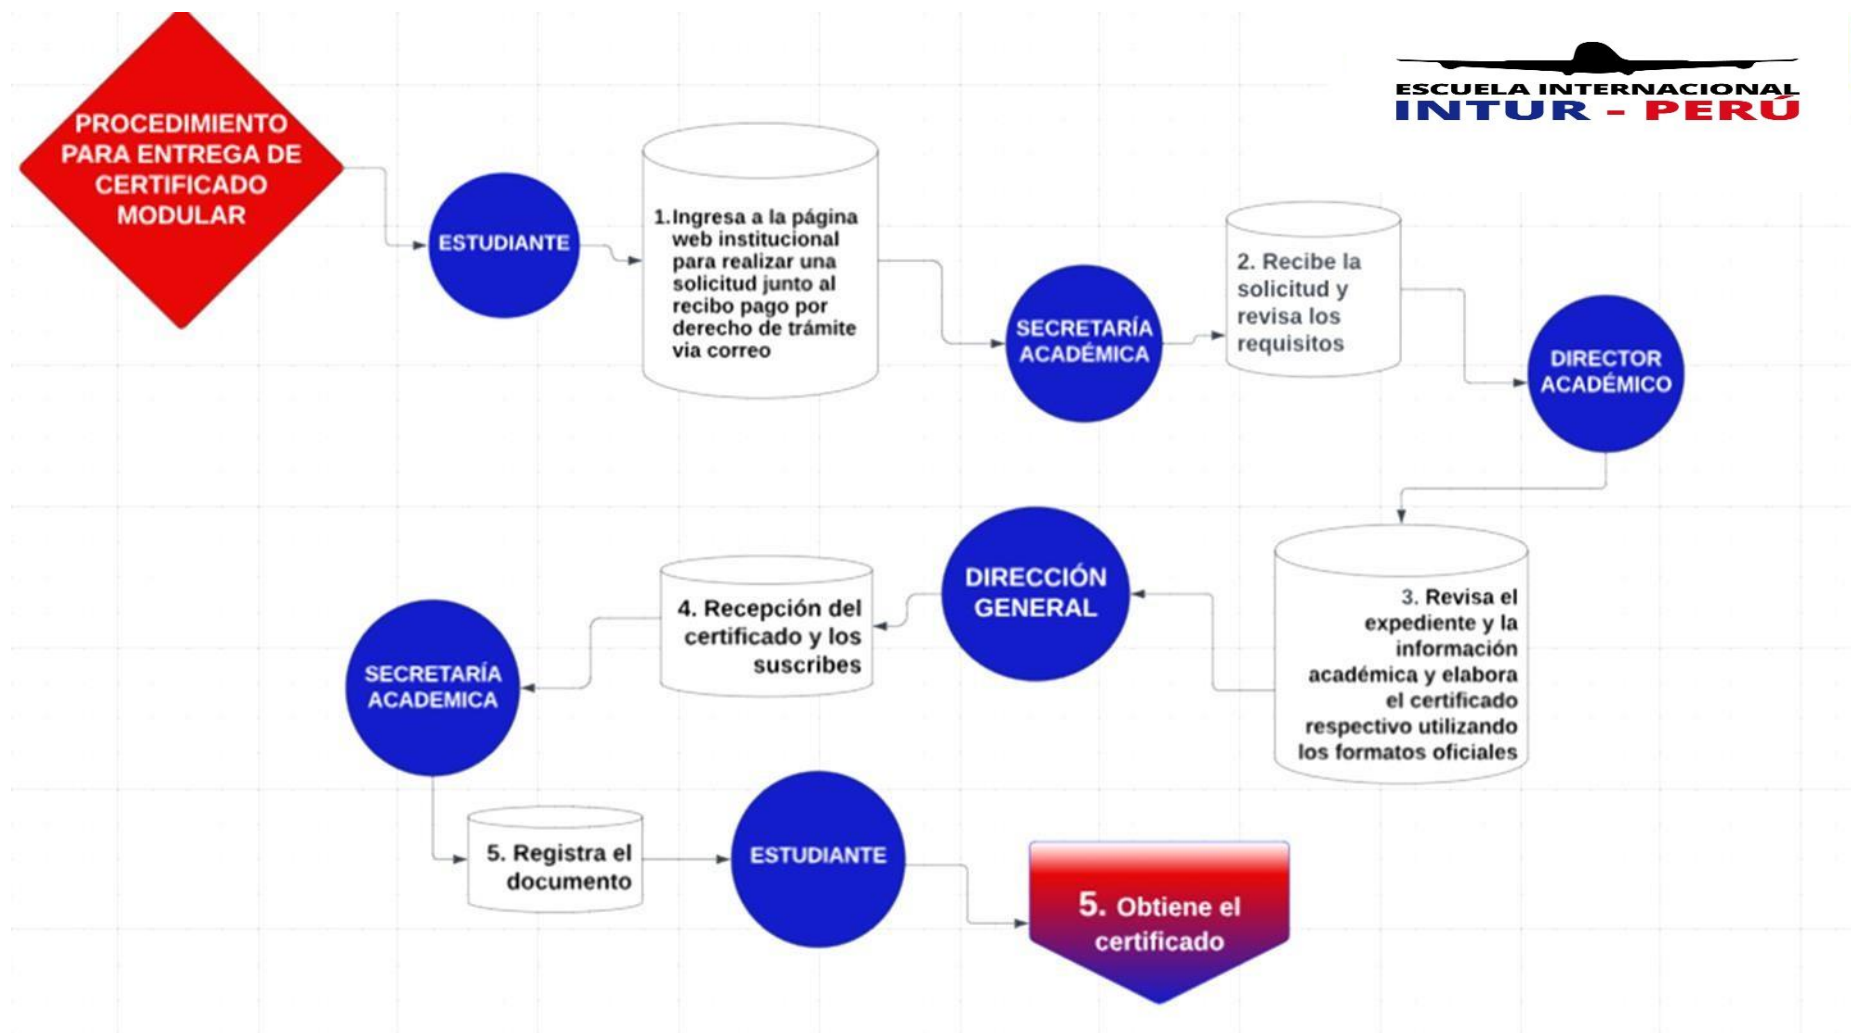 PROCEDIMIENTO
PARA ENTREGA DE
CERTIFICADO
MODULAR
ESCUELA INTERNACIONAL
INTUR - PERÚ
ESTUDIANTE
1.Ingresa a la página
web institucional
para realizar una
solicitud junto al
recibo pago por
derecho de trámite
via correo
SECRETARÍA
ACADÉMICA
2. Recibe la
solicitud y
revisa los
requisitos
DIRECTOR
ACADÉMICO
3. Revisa el
expediente y la
información
académica y elabora
el certificado
respectivo utilizando
los formatos oficiales
DIRECCIÓN
GENERAL
4. Recepción del
certificado y los
suscribes
SECRETARÍA
ACADEMICA
5. Registra el
documento
ESTUDIANTE
5. Obtiene el
certificado